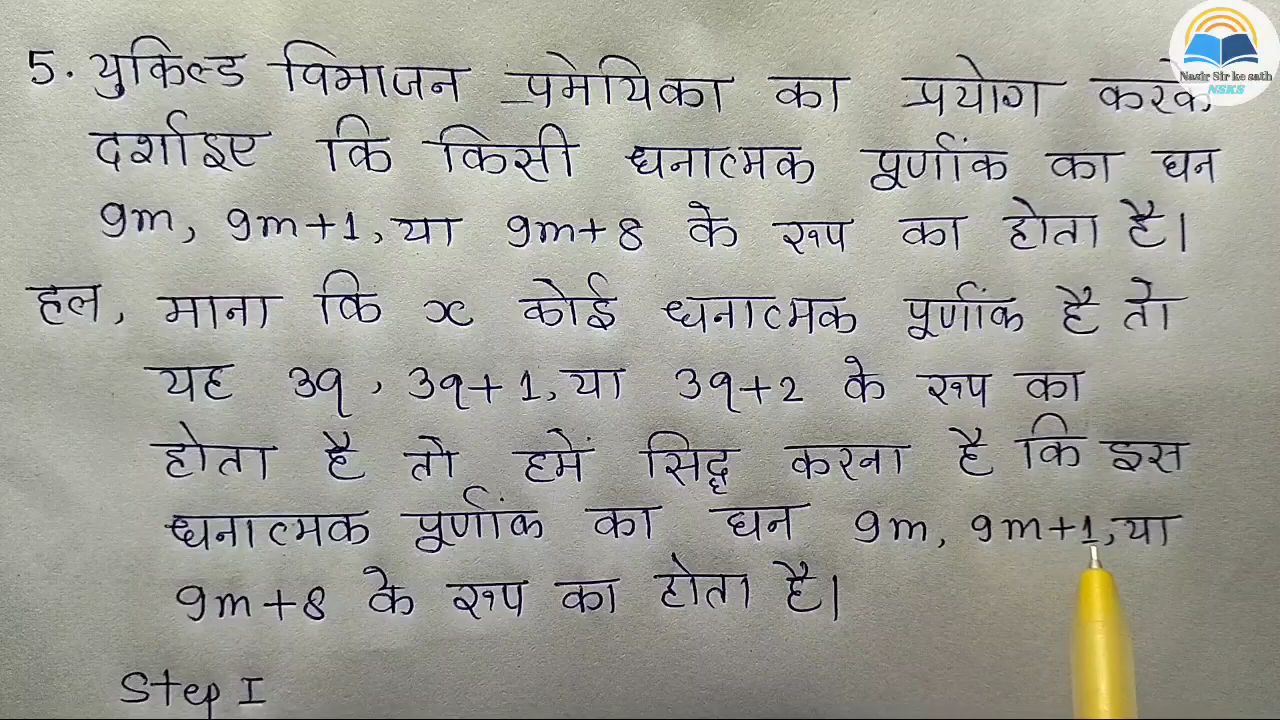 5. युकिल्ड विभाजन प्रमेयिका का प्रयोग करके
दर्शाइए कि किसी धनात्मक पूर्णांक का घन
9m, 9m+1, या 9m+8 के रूप का होता है।
हल, माना कि x कोई धनात्मक पूर्णांक है तो
यह 3q, 3q+1, या 3q+2 के रूप का
होता है तो हमें सिद्ध करना है कि इस
धनात्मक पूर्णांक का घन 9m, 9m+1, या
9m+8 के रूप का होता है।
Step I
Nasir Sir ke sath
NSKS